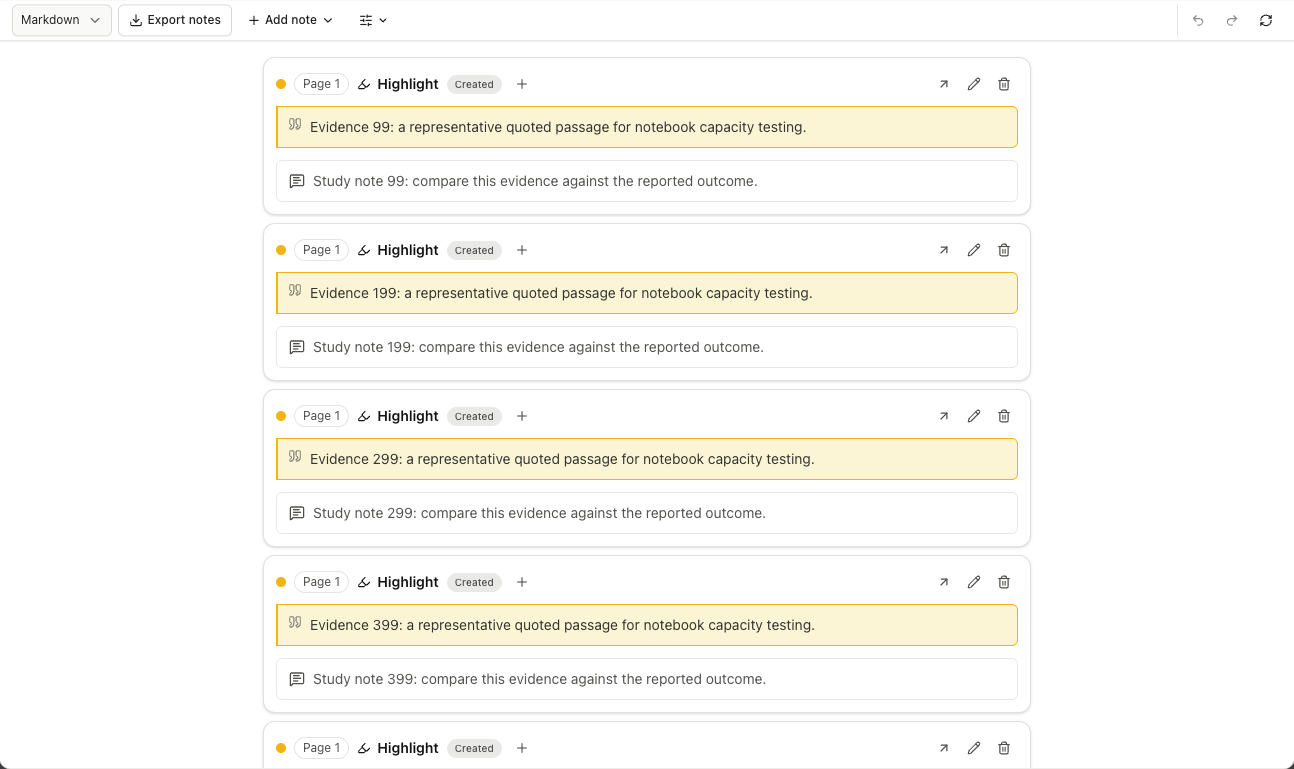 Markdown Export notes Add note
Page 1 Highlight Created
Evidence 99: a representative quoted passage for notebook capacity testing.
Study note 99: compare this evidence against the reported outcome.
Page 1 Highlight Created
Evidence 199: a representative quoted passage for notebook capacity testing.
Study note 199: compare this evidence against the reported outcome.
Page 1 Highlight Created
Evidence 299: a representative quoted passage for notebook capacity testing.
Study note 299: compare this evidence against the reported outcome.
Page 1 Highlight Created
Evidence 399: a representative quoted passage for notebook capacity testing.
Study note 399: compare this evidence against the reported outcome.
Page 1 Highlight Created